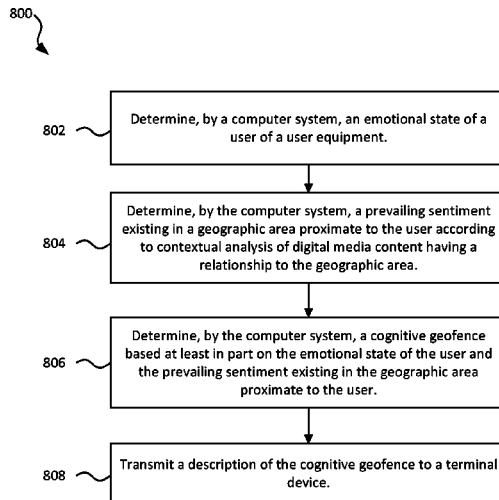 800
802
Determine, by a computer system, an emotional state of a
user of a user equipment.
804
Determine, by the computer system, a prevailing sentiment
existing in a geographic area proximate to the user according
to contextual analysis of digital media content having a
relationship to the geographic area.
806
Determine, by the computer system, a cognitive geofence
based at least in part on the emotional state of the user and
the prevailing sentiment existing in the geographic area
proximate to the user.
808
Transmit a description of the cognitive geofence to a terminal
device.